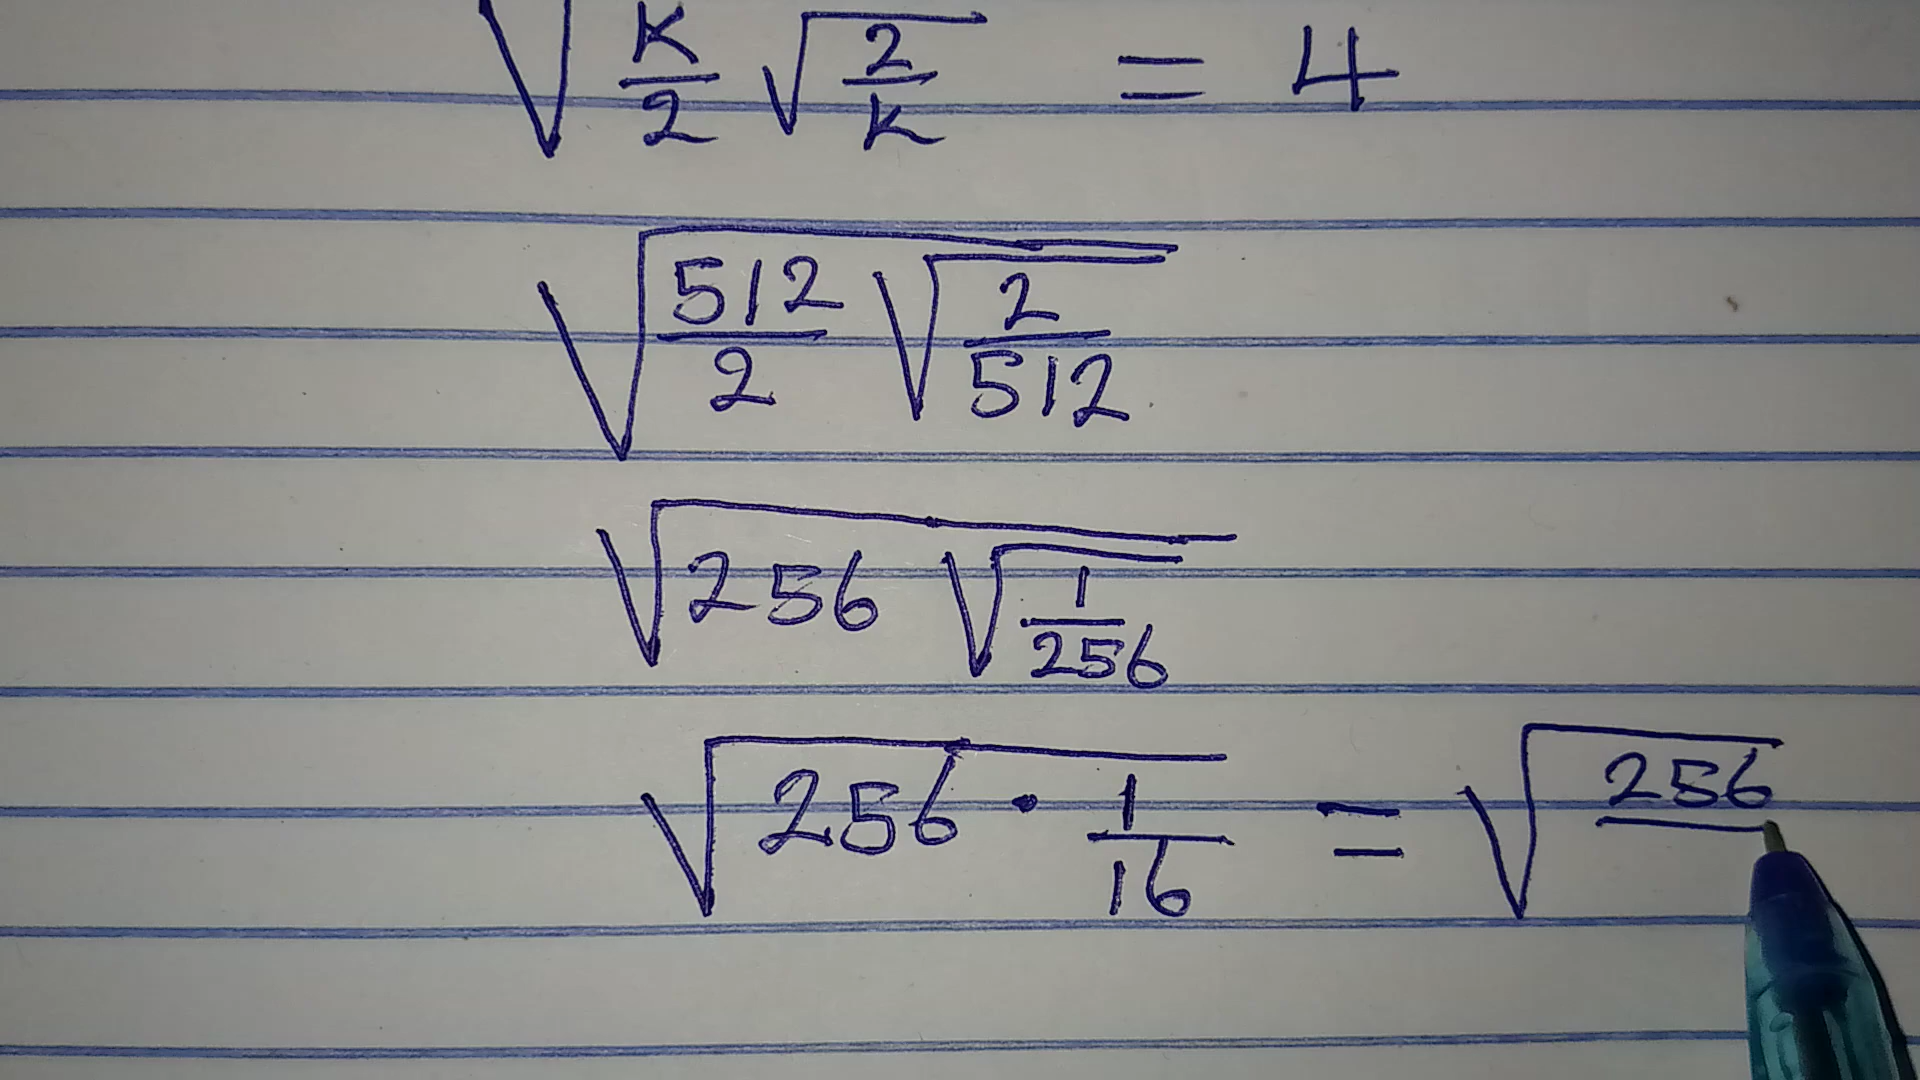 √(K/2 √(2/K)) = 4
√(512/2 √(2/512))
√(256 √(1/256))
√(256 · 1/16) = √(256